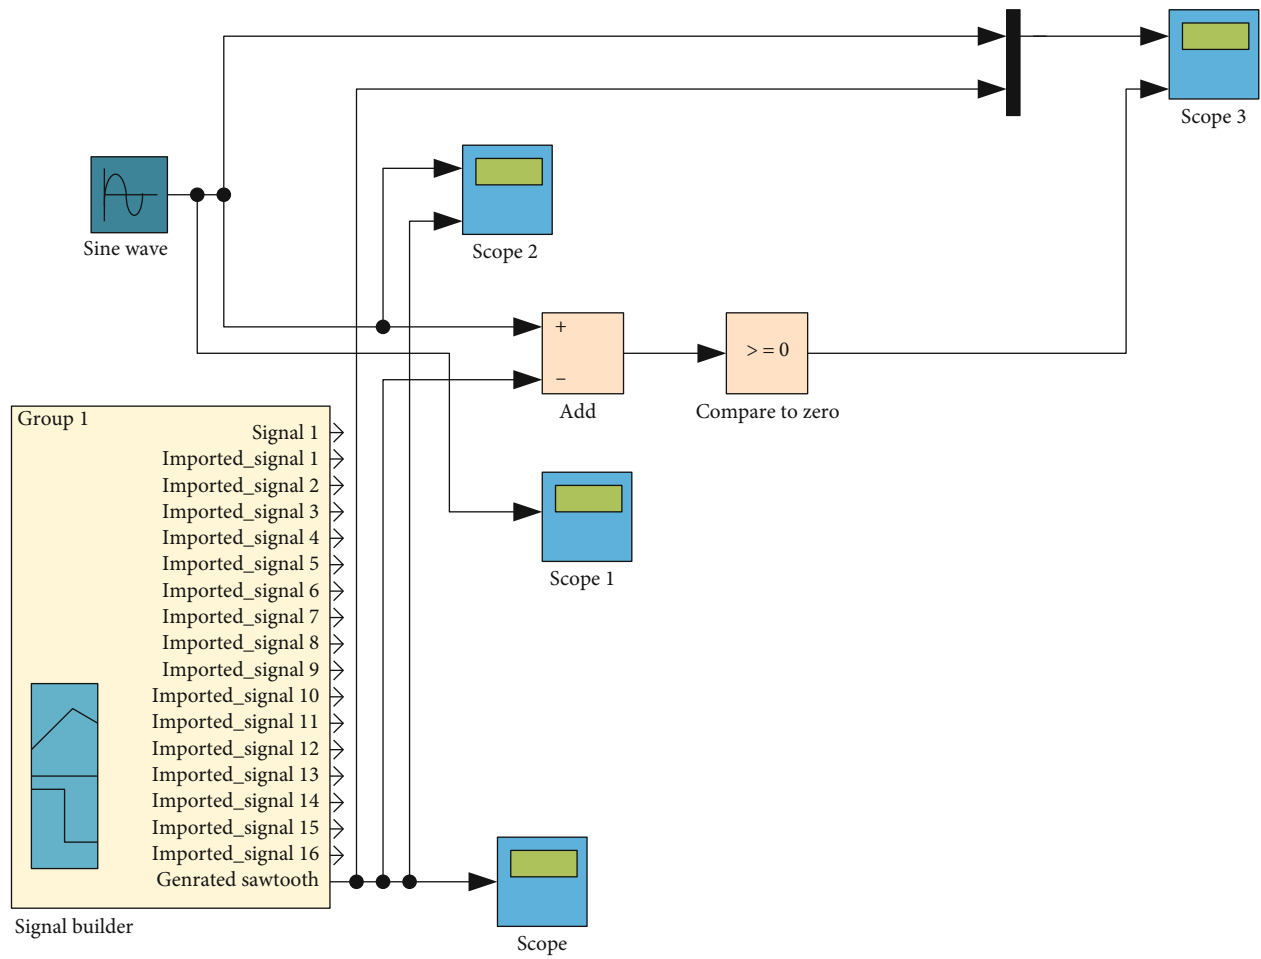 Scope 3
Sine wave
Scope 2
+
−
Add
> = 0
Compare to zero
Group 1
Signal 1
Imported_signal 1
Imported_signal 2
Imported_signal 3
Imported_signal 4
Imported_signal 5
Imported_signal 6
Imported_signal 7
Imported_signal 8
Imported_signal 9
Imported_signal 10
Imported_signal 11
Imported_signal 12
Imported_signal 13
Imported_signal 14
Imported_signal 15
Imported_signal 16
Genrated sawtooth
Signal builder
Scope 1
Scope